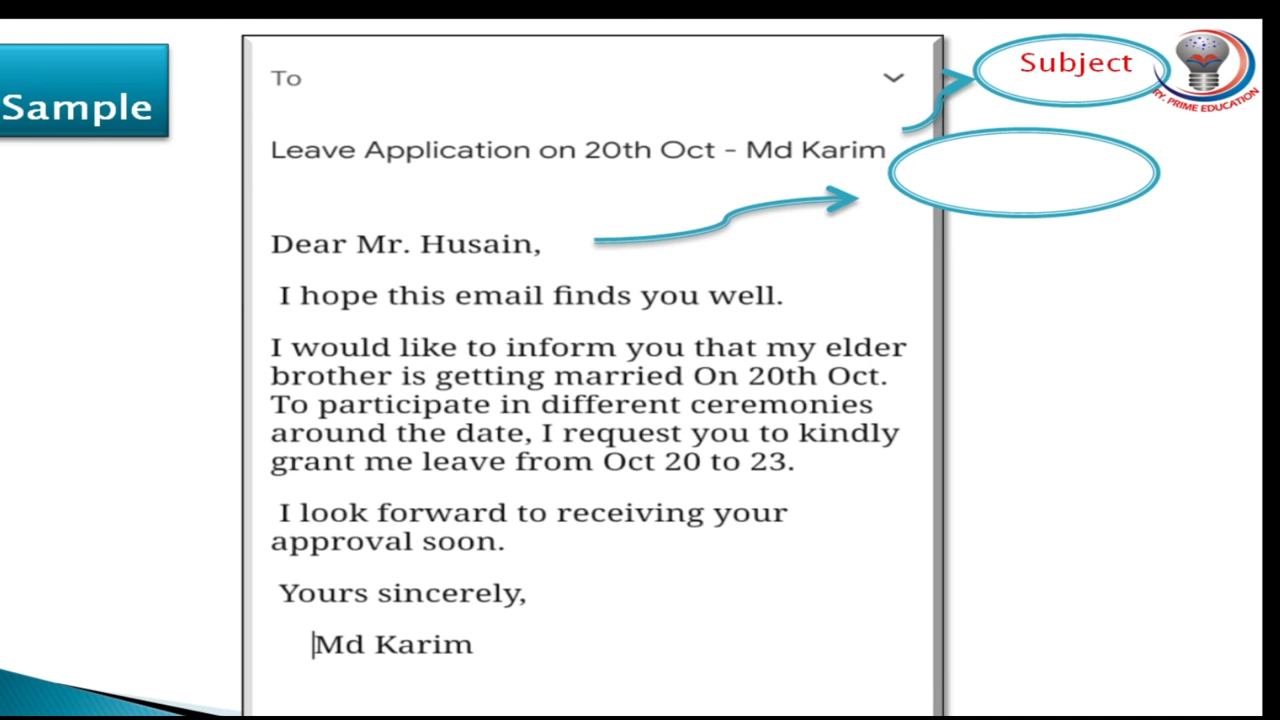 Sample
To
Subject
RY. PRIME EDUCATION
Leave Application on 20th Oct - Md Karim
Dear Mr. Husain,
I hope this email finds you well.
I would like to inform you that my elder
brother is getting married On 20th Oct.
To participate in different ceremonies
around the date, I request you to kindly
grant me leave from Oct 20 to 23.
I look forward to receiving your
approval soon.
Yours sincerely,
Md Karim